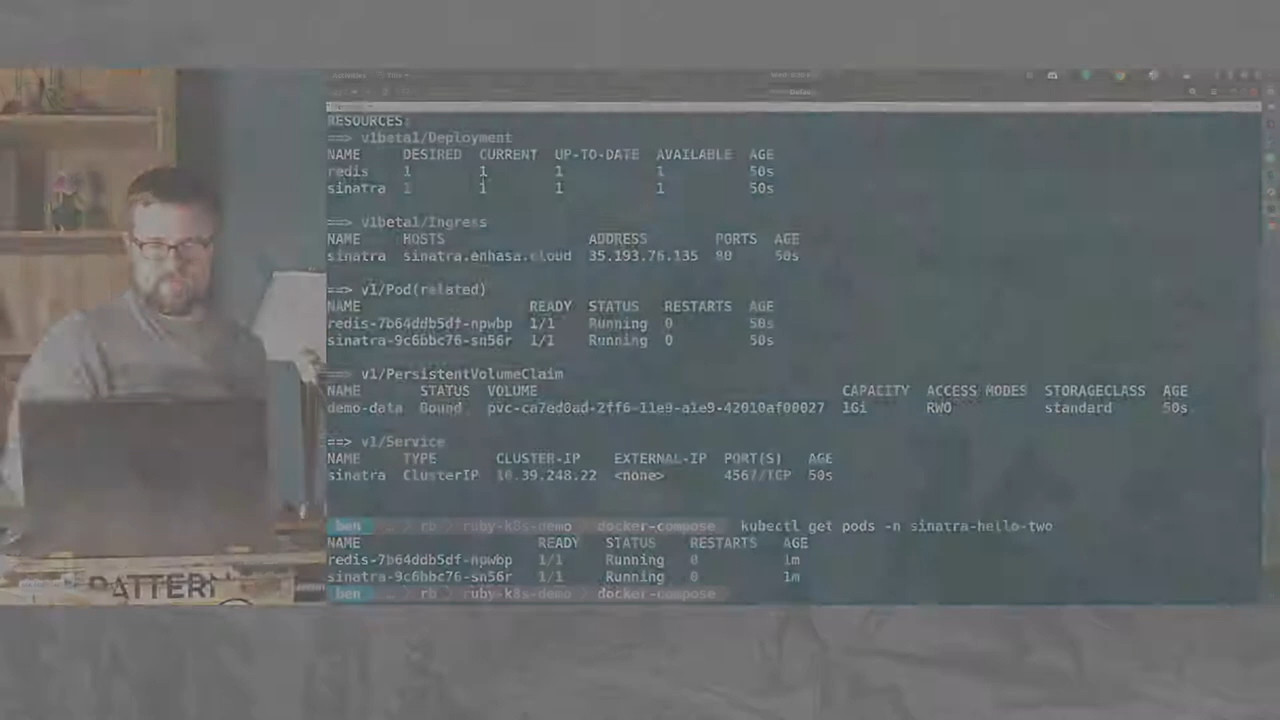 RESOURCES:
==> v1beta1/Deployment
NAME DESIRED CURRENT UP-TO-DATE AVAILABLE AGE
redis 1 1 1 1 50s
sinatra 1 1 1 1 50s
==> v1beta1/Ingress
NAME HOSTS ADDRESS PORTS AGE
sinatra sinatra.enhasa.cloud 35.193.76.135 80 50s
==> v1/Pod(related)
NAME READY STATUS RESTARTS AGE
redis-7b64ddb5df-npwbp 1/1 Running 0 50s
sinatra-9c6bbc76-sn56r 1/1 Running 0 50s
==> v1/PersistentVolumeClaim
NAME STATUS VOLUME CAPACITY ACCESS MODES STORAGECLASS AGE
demo-data Bound pvc-ca7ed0ad-2ff6-11e9-a1e9-42010af00027 1Gi RWO standard 50s
==> v1/Service
NAME TYPE CLUSTER-IP EXTERNAL-IP PORT(S) AGE
sinatra ClusterIP 10.39.248.22 <none> 4567/TCP 50s
ben rb ruby-k8s-demo docker-compose kubectl get pods -n sinatra-hello-two
NAME READY STATUS RESTARTS AGE
redis-7b64ddb5df-npwbp 1/1 Running 0 1m
sinatra-9c6bbc76-sn56r 1/1 Running 0 1m
ben rb ruby-k8s-demo docker-compose
PATTERN